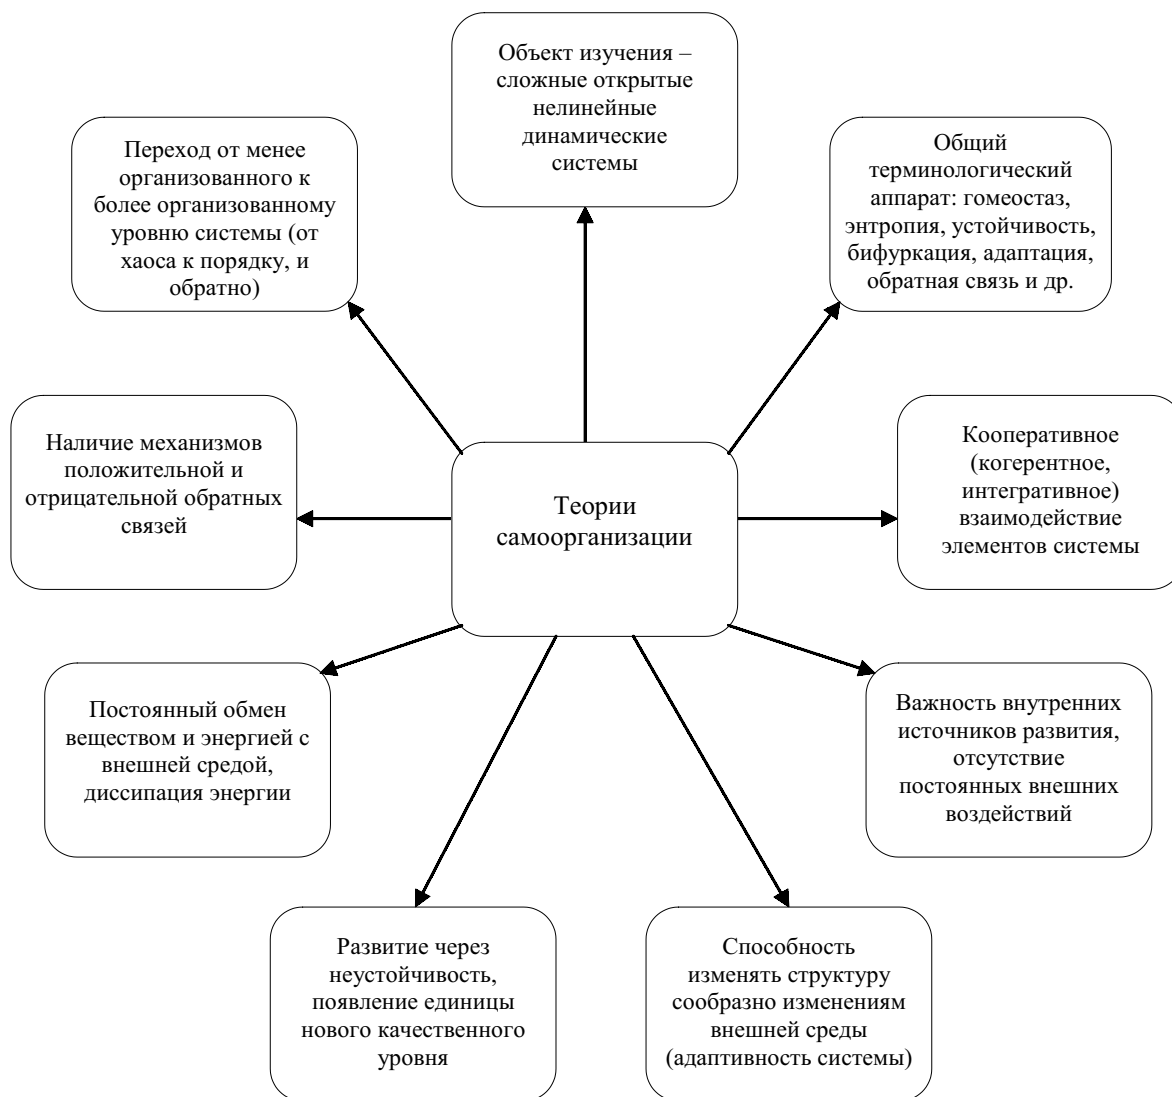 Объект изучения –
сложные открытые
нелинейные
динамические
системы
Переход от менее
организованного к
более организованному
уровню системы (от
хаоса к порядку, и
обратно)
Общий
терминологический
аппарат: гомеостаз,
энтропия, устойчивость,
бифуркация, адаптация,
обратная связь и др.
Наличие механизмов
положительной и
отрицательной обратных
связей
Теории
самоорганизации
Кооперативное
(когерентное,
интегративное)
взаимодействие
элементов системы
Постоянный обмен
веществом и энергией с
внешней средой,
диссипация энергии
Важность внутренних
источников развития,
отсутствие
постоянных внешних
воздействий
Развитие через
неустойчивость,
появление единицы
нового качественного
уровня
Способность
изменять структуру
сообразно изменениям
внешней среды
(адаптивность системы)